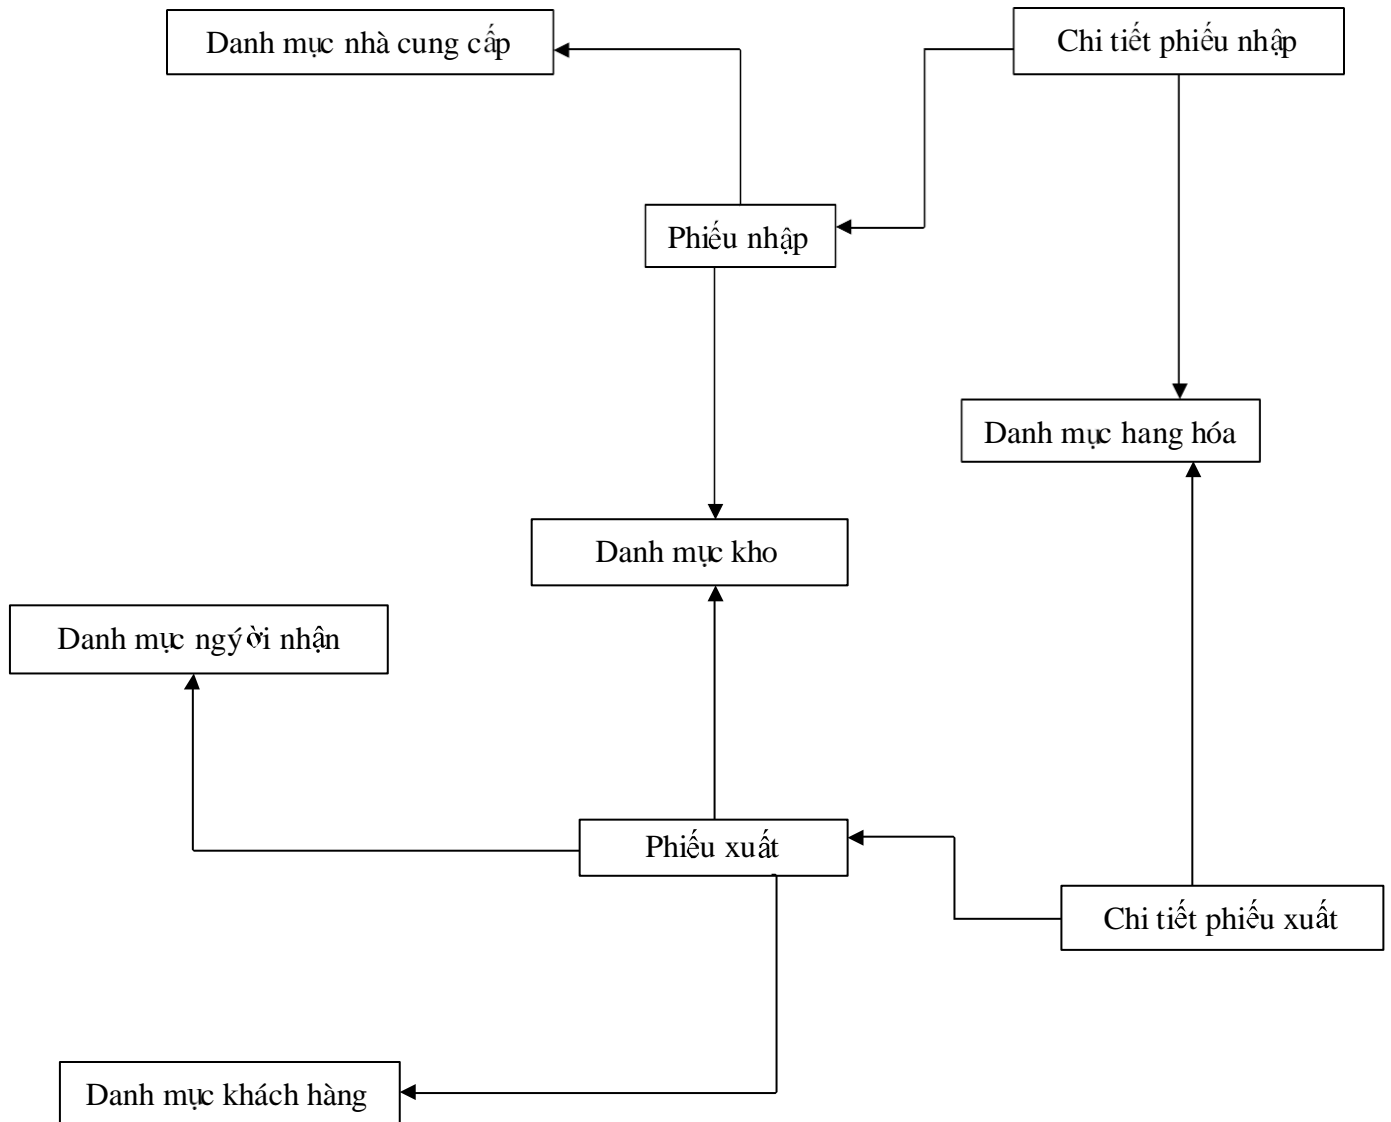 Danh mục nhà cung cấp
Chi tiết phiếu nhập
Phiếu nhập
Danh mục hang hóa
Danh mục kho
Danh mục ngýời nhận
Phiếu xuất
Chi tiết phiếu xuất
Danh mục khách hàng